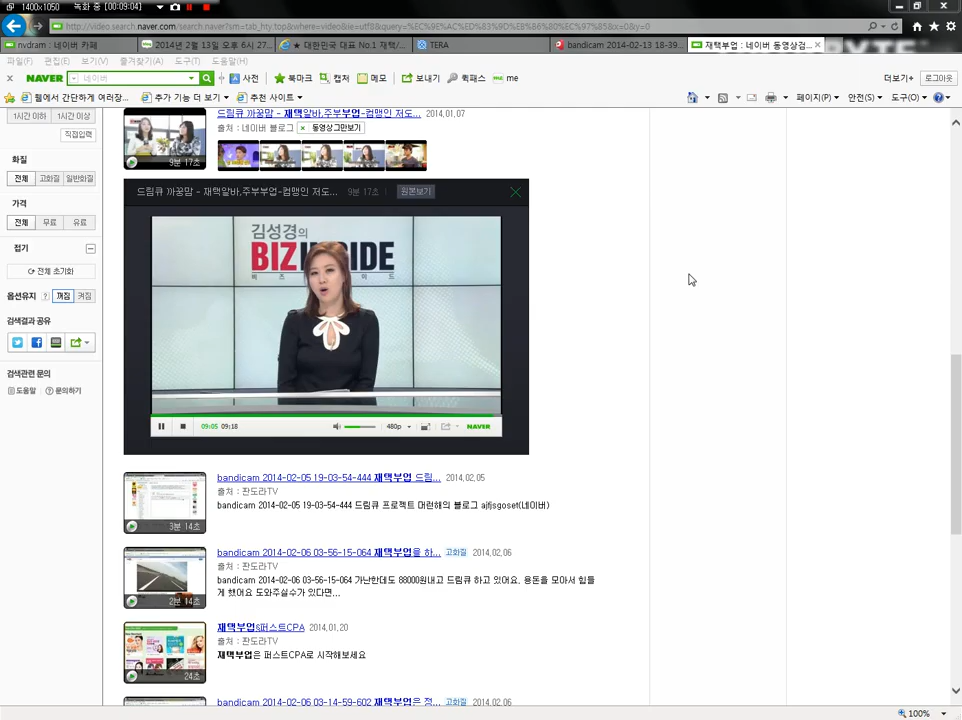 1400x1050 녹화 중 [00:09:04]
http://video.search.naver.com/search.naver?sm=tab_hty.top&where=video&ie=utf8&query=%EC%9E%AC%ED%83%9D%EB%B6%80%EC%97%85&x=0&y=0
nvdram : 네이버 카페
2014년 2월 13일 오후 6시 27...
★ 대한민국 대표 No.1 재택/...
TERA
bandicam 2014-02-13 18-39...
재택부업 : 네이버 동영상검...
파일(F) 편집(E) 보기(V) 즐겨찾기(A) 도구(T) 도움말(H)
NAVER 네이버 사전 북마크 캡처 메모 보내기 퀵패스 me 더보기 로그아웃
웹에서 간단하게 여러장... 추가 기능 더 보기 추천 사이트 페이지(P) 안전(S) 도구(O)
1시간 이하 1시간 이상
직접입력
화질
전체 고화질 일반화질
가격
전체 무료 유료
접기
전체 초기화
옵션유지 ? 꺼짐 켜짐
검색결과 공유
검색관련 문의
도움말 문의하기
드림큐 까꿍맘 - 재택알바,주부부업-컴맹인 저도... 2014,01,07
출처 : 네이버 블로그 동영상그만보기
9분 17초
드림큐 까꿍맘 - 재택알바,주부부업-컴맹인 저도... 9분 17초 원본보기
김성경의
BIZINSIDE
비즈 이드
09:05 09:18 480p NAVER
bandicam 2014-02-05 19-03-54-444 재택부업 드림... 2014,02,05
출처 : 판도라TV
bandicam 2014-02-05 19-03-54-444 드림큐 프로젝트 머란해의 블로그 ajfjsgoset(네이버)
3분 14초
bandicam 2014-02-06 03-56-15-064 재택부업을 하... 고화질 2014,02,06
출처 : 판도라TV
bandicam 2014-02-06 03-56-15-064 가난한데도 88000원내고 드림큐 하고 있어요. 용돈을 모아서 힘들
게 했어요 도와주실수가 있다면...
2분 14초
재택부업&퍼스트CPA 2014,01,20
출처 : 판도라TV
재택부업은 퍼스트CPA로 시작해보세요
24초
bandicam 2014-02-06 03-14-59-602 재택부업은 정... 고화질 2014,02,06
100%